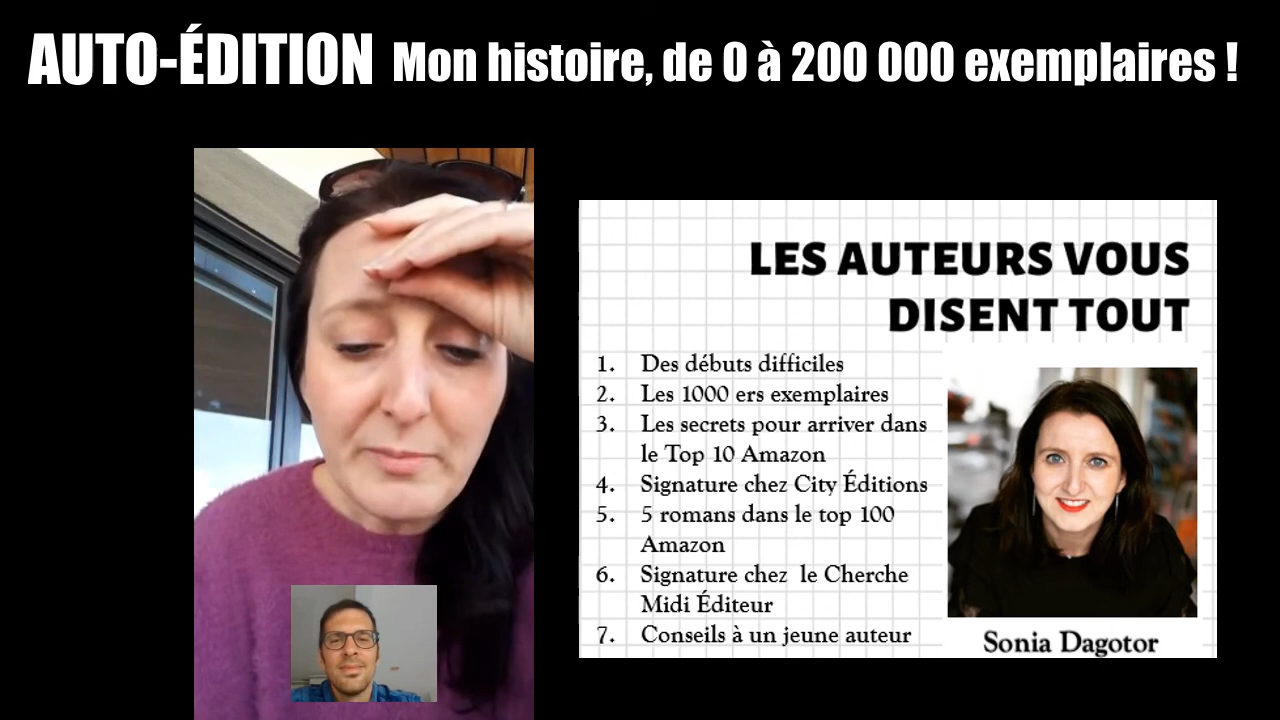 AUTO-ÉDITION Mon histoire, de 0 à 200 000 exemplaires !
LES AUTEURS VOUS
DISENT TOUT
1. Des débuts difficiles
2. Les 1000 ers exemplaires
3. Les secrets pour arriver dans
le Top 10 Amazon
4. Signature chez City Éditions
5. 5 romans dans le top 100
Amazon
6. Signature chez le Cherche
Midi Éditeur
7. Conseils à un jeune auteur
Sonia Dagotor